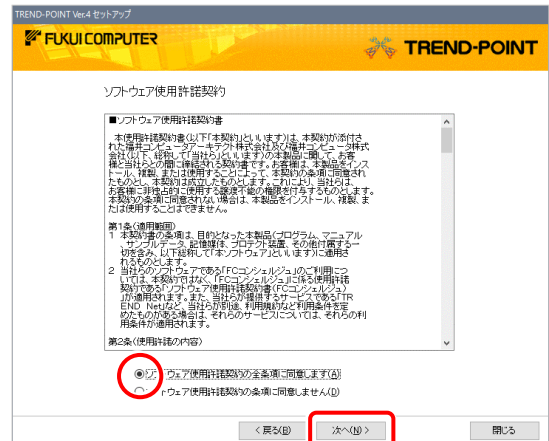 TREND-POINT Ver.4 セットアップ
FUKUI COMPUTER
TREND-POINT
ソフトウェア使用許諾契約
■ソフトウェア使用許諾契約書
本使用許諾契約書(以下「本契約」といいます)は、本契約が添付さ
れた福井コンピュータアーキテクト株式会社及び福井コンピュータ株式
会社(以下、総称して「当社ら」といいます)の本製品に関して、お客
様と当社らとの間に締結される契約書です。お客様は、本製品をインス
トール、複製、または使用することによって、本契約の条項に同意され
たものとし、本契約は成立したものとします。これにより、当社らは、
お客様に非独占的に使用する譲渡不能の権限を付与するものとします。
本契約の条項に同意されない場合は、本製品をインストール、複製、ま
たは使用することはできません。
第1条(適用範囲)
1 本契約書の条項は、目的となった本製品(プログラム、マニュアル
、サンプルデータ、記憶媒体、プロテクト装置、その他付属する一
切を含み、以下総称して「本ソフトウェア」といいます)に適用さ
れるものとします。
2 当社らのソフトウェアである「FCコンシェルジュ」のご利用につ
いては、本契約ではなく、「FCコンシェルジュ」に係る使用許諾
契約である「ソフトウェア使用許諾契約書(FCコンシェルジュ)
」が適用されます。また、当社らが提供するサービスである「TR
END Net」など、当社らが別途、利用規約など利用条件を定
めたものがある場合は、それらのサービスについては、それらの利
用条件が適用されます。
第2条(使用許諾の内容)
ソフトウェア使用許諾契約の全条項に同意します(A)
ウェア使用許諾契約の条項に同意しません(D)
< 戻る(B)
次へ(N) >
閉じる